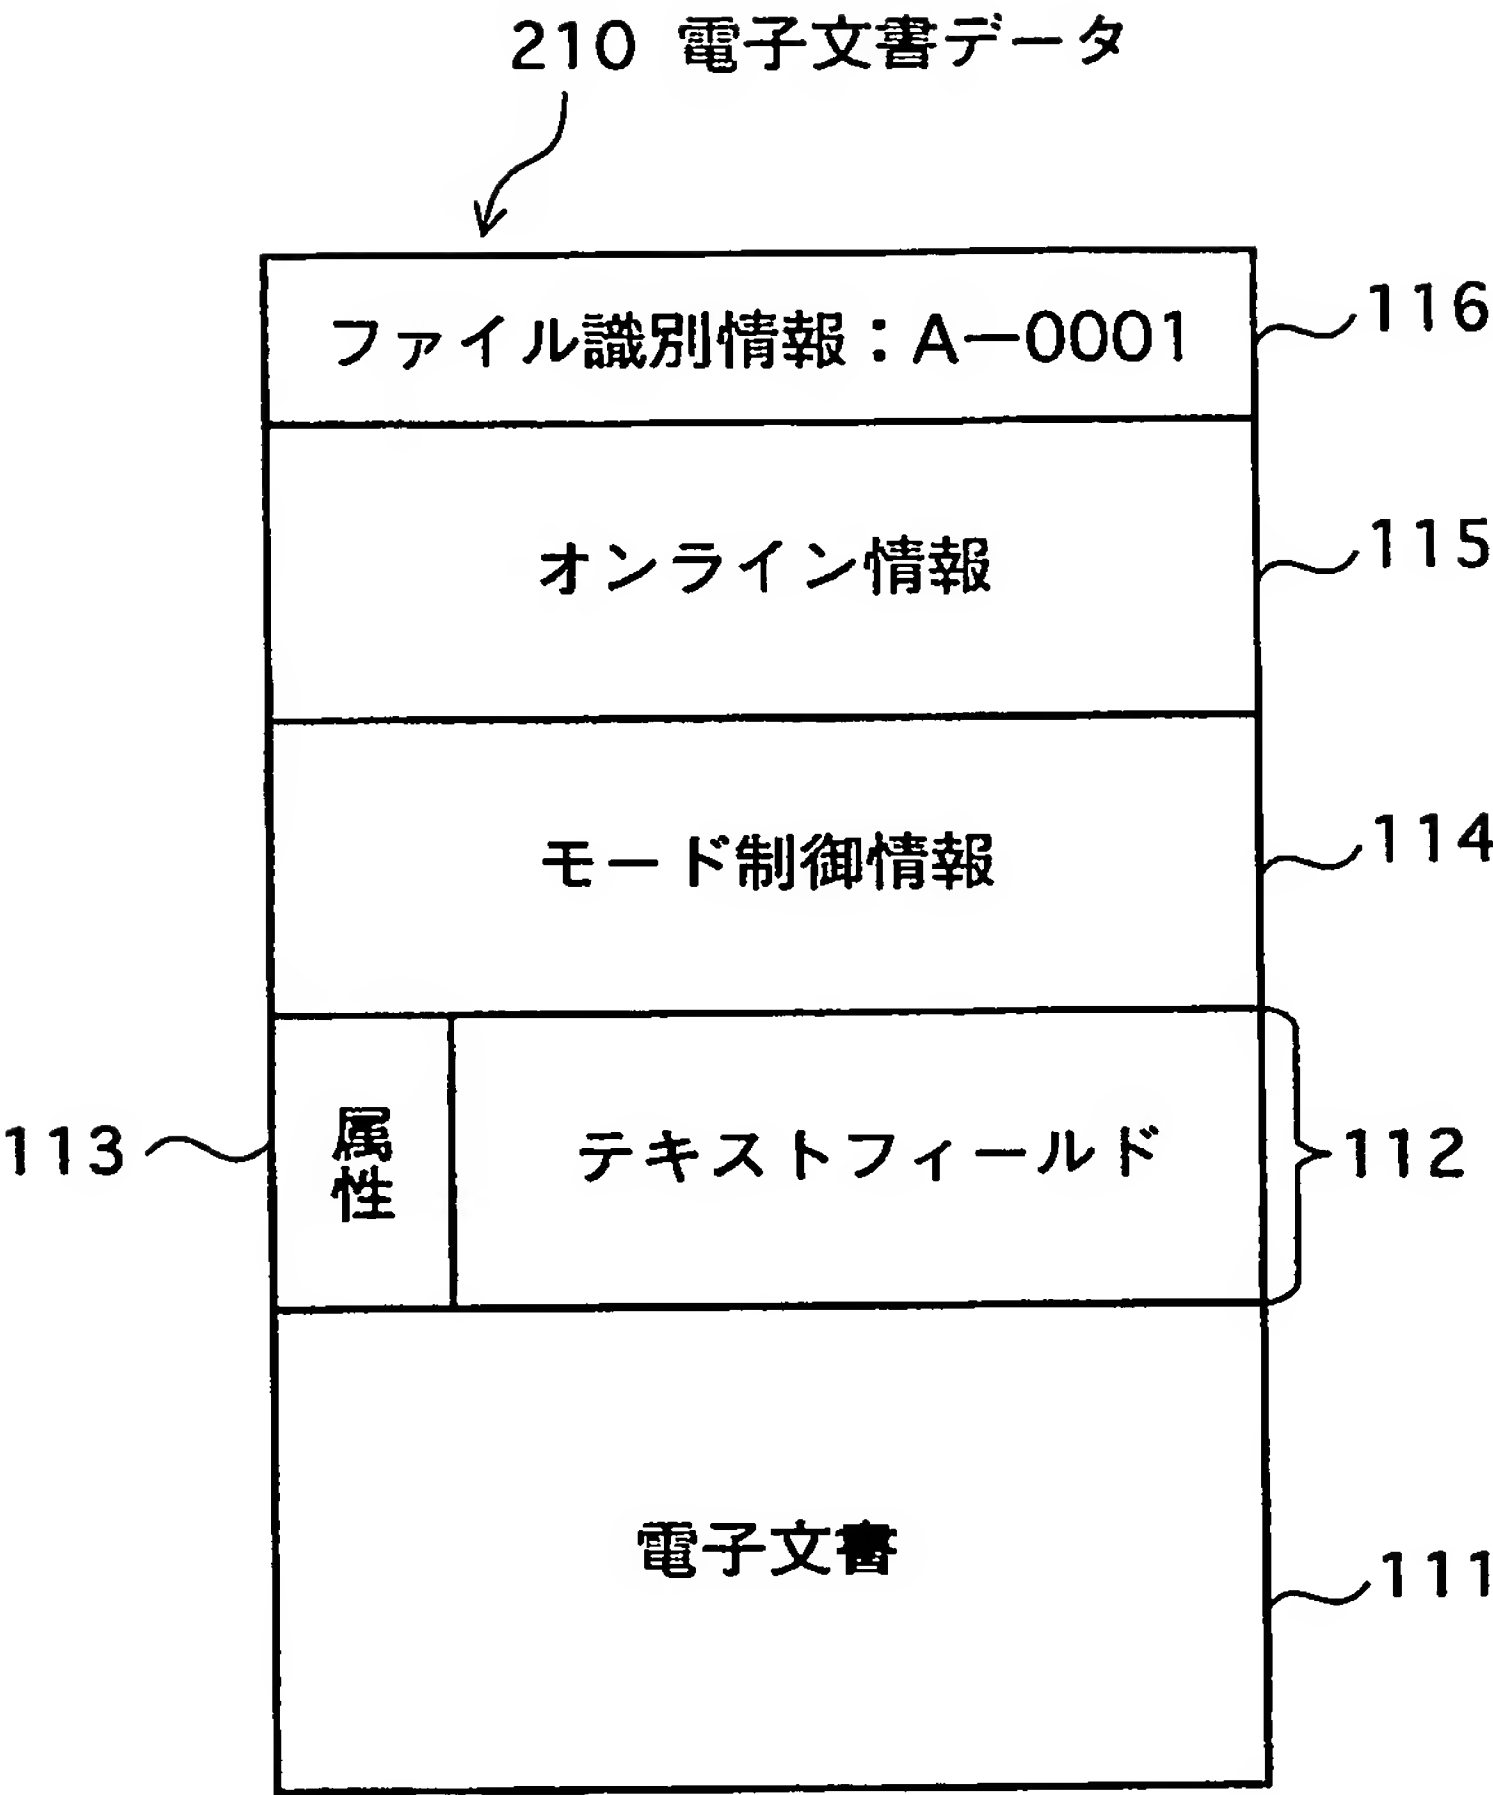 210 電子文書データ
ファイル識別情報:A-0001
116
オンライン情報
115
モード制御情報
114
113
属性
テキストフィールド
112
電子文書
111